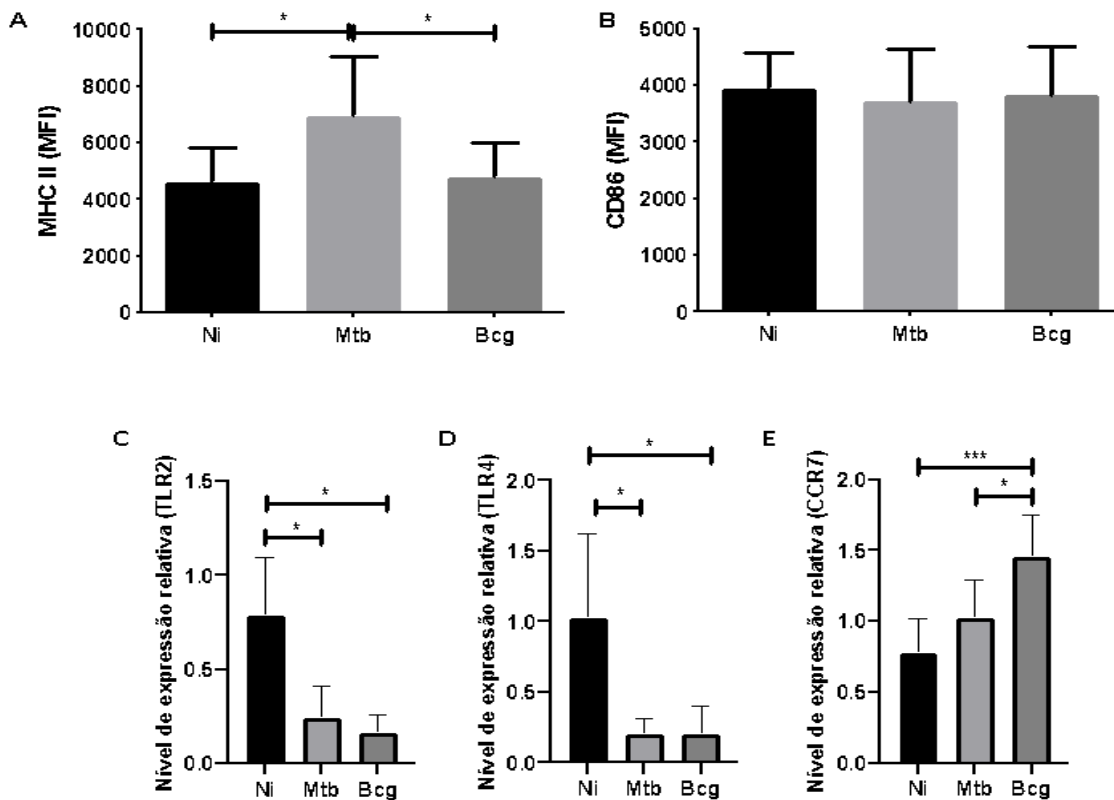 A
MHC II (MFI)
10000
8000
6000
4000
2000
0
*
*
Ni
Mtb
Bcg
B
CD86 (MFI)
5000
4000
3000
2000
1000
0
Ni
Mtb
Bcg
C
Nível de expressão relativa (TLR2)
1.5
1.0
0.5
0.0
*
*
Ni
Mtb
Bcg
D
Nível de expressão relativa (TLR4)
2.0
1.5
1.0
0.5
0.0
*
*
Ni
Mtb
Bcg
E
Nível de expressão relativa (CCR7)
2.0
1.5
1.0
0.5
0.0
***
*
Ni
Mtb
Bcg